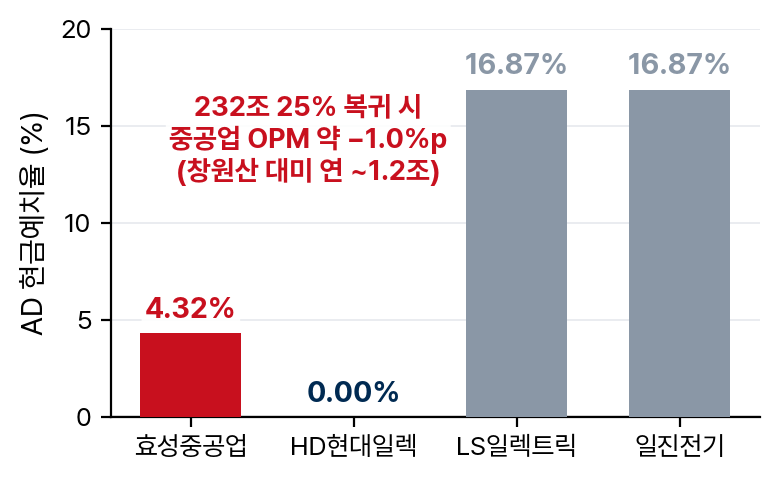 20
15
10
5
0
AD 현금예치율 (%)
232조 25% 복귀 시
중공업 OPM 약 −1.0%p
(창원산 대미 연 ~1.2조)
4.32%
0.00%
16.87%
16.87%
효성중공업
HD현대일렉
LS일렉트릭
일진전기